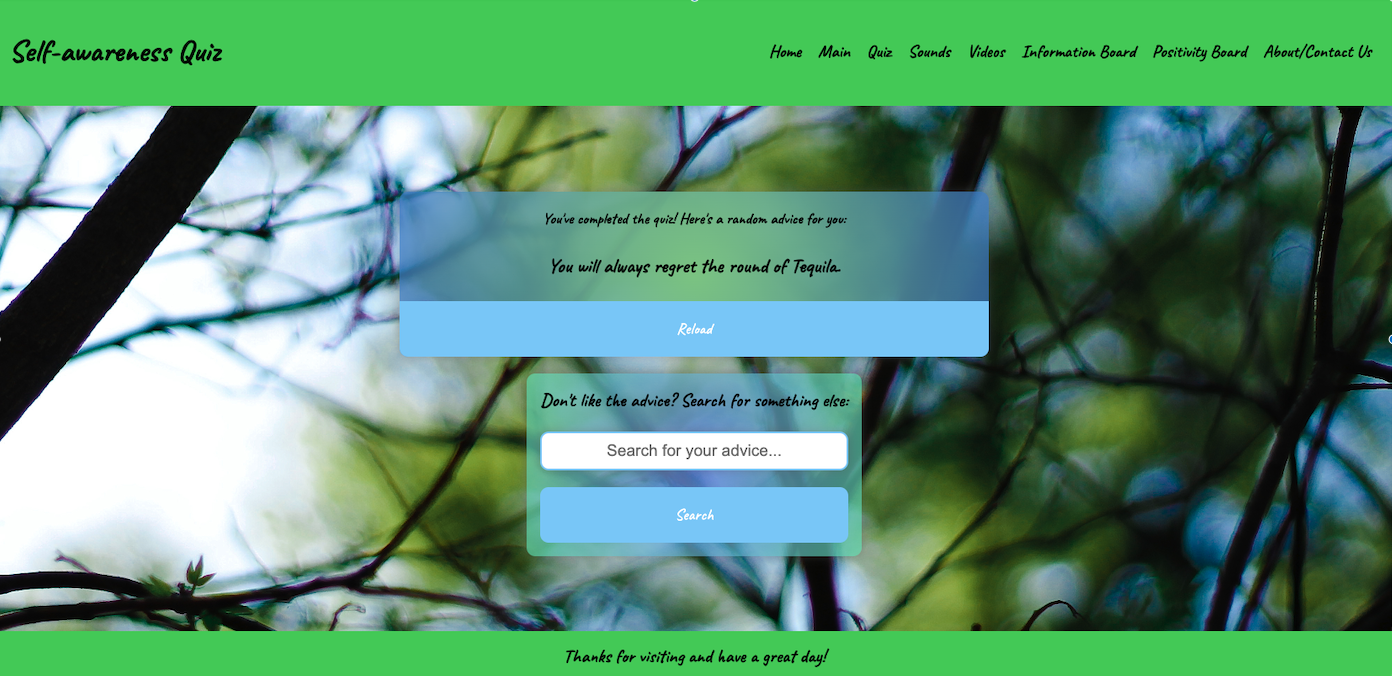 Self-awareness Quiz
Home Main Quiz Sounds Videos Information Board Positivity Board About/Contact Us
You've completed the quiz! Here's a random advice for you:
You will always regret the round of Tequila.
Reload
Don't like the advice? Search for something else:
Search for your advice...
Search
Thanks for visiting and have a great day!